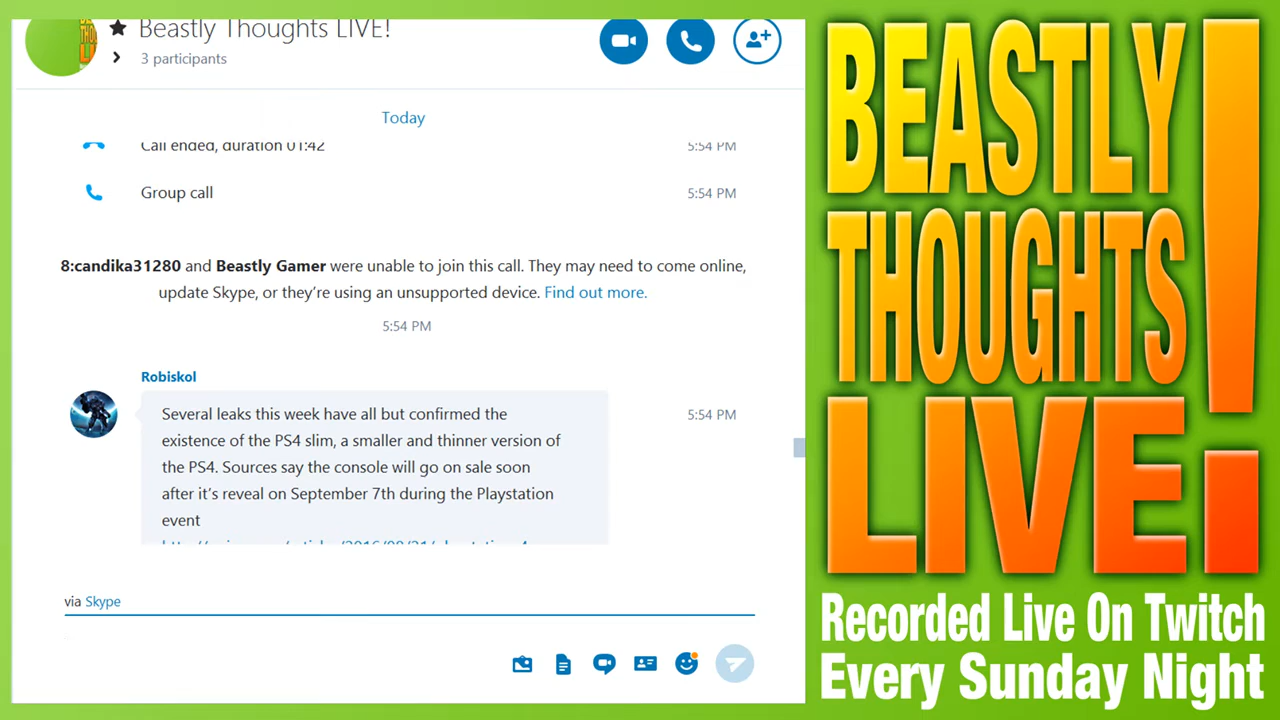 Beastly Thoughts LIVE!
3 participants
Today
Call ended, duration 01:42
5:54 PM
Group call
5:54 PM
8:candika31280 and Beastly Gamer were unable to join this call. They may need to come online,
update Skype, or they're using an unsupported device. Find out more.
5:54 PM
Robiskol
Several leaks this week have all but confirmed the
existence of the PS4 slim, a smaller and thinner version of
the PS4. Sources say the console will go on sale soon
after it's reveal on September 7th during the Playstation
event
5:54 PM
via Skype
BEASTLY
THOUGHTS
LIVE!
Recorded Live On Twitch
Every Sunday Night